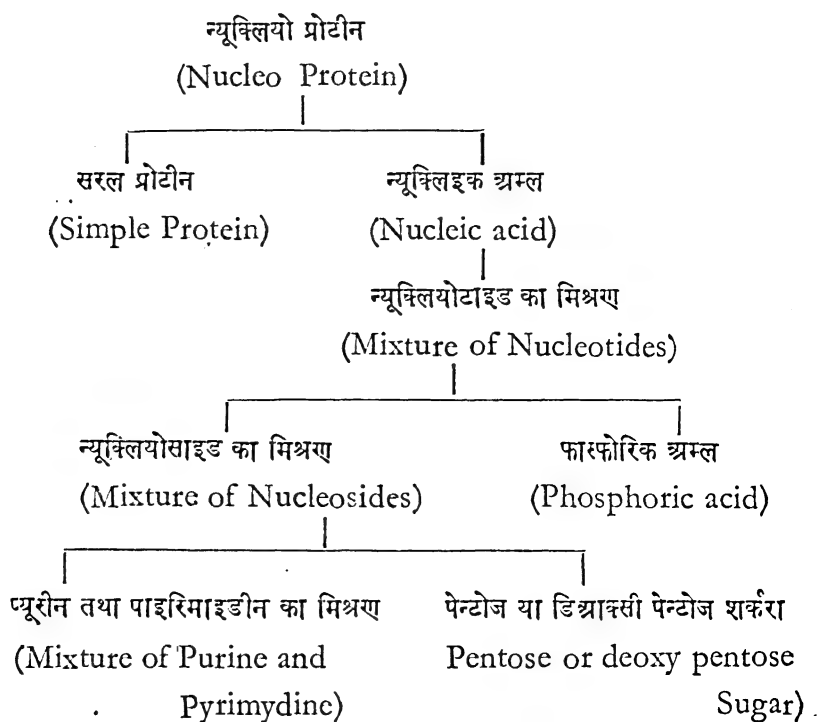 न्यूक्लियो प्रोटीन
(Nucleo Protein)
सरल प्रोटीन न्यूक्लिइक अम्ल
(Simple Protein) (Nucleic acid)
न्यूक्लियोटाइड का मिश्रण
(Mixture of Nucleotides)
न्यूक्लियोसाइड का मिश्रण फास्फोरिक अम्ल
(Mixture of Nucleosides) (Phosphoric acid)
प्यूरीन तथा पाइरिमाइडीन का मिश्रण पेन्टोज या डिआक्सी पेन्टोज शर्करा
(Mixture of Purine and Pentose or deoxy pentose
Pyrimydine) Sugar)